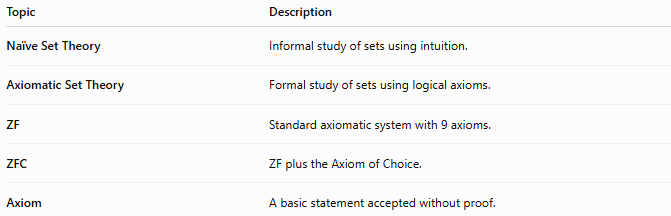 Topic Description
Naïve Set Theory Informal study of sets using intuition.
Axiomatic Set Theory Formal study of sets using logical axioms.
ZF Standard axiomatic system with 9 axioms.
ZFC ZF plus the Axiom of Choice.
Axiom A basic statement accepted without proof.